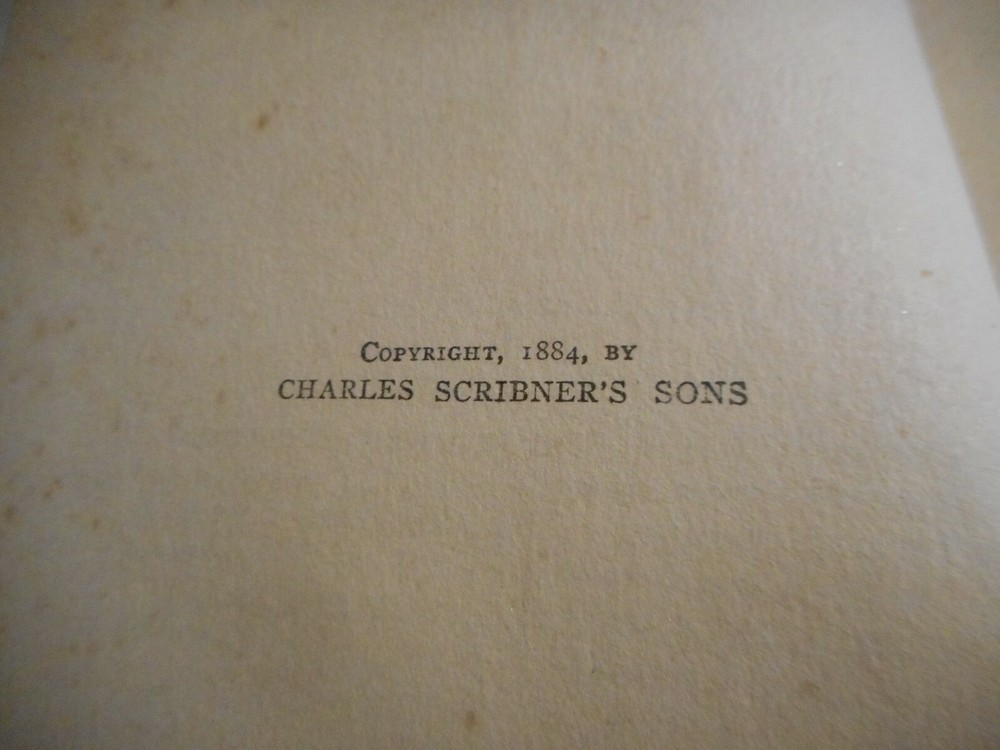 Copyright, 1884, by
CHARLES SCRIBNER'S SONS